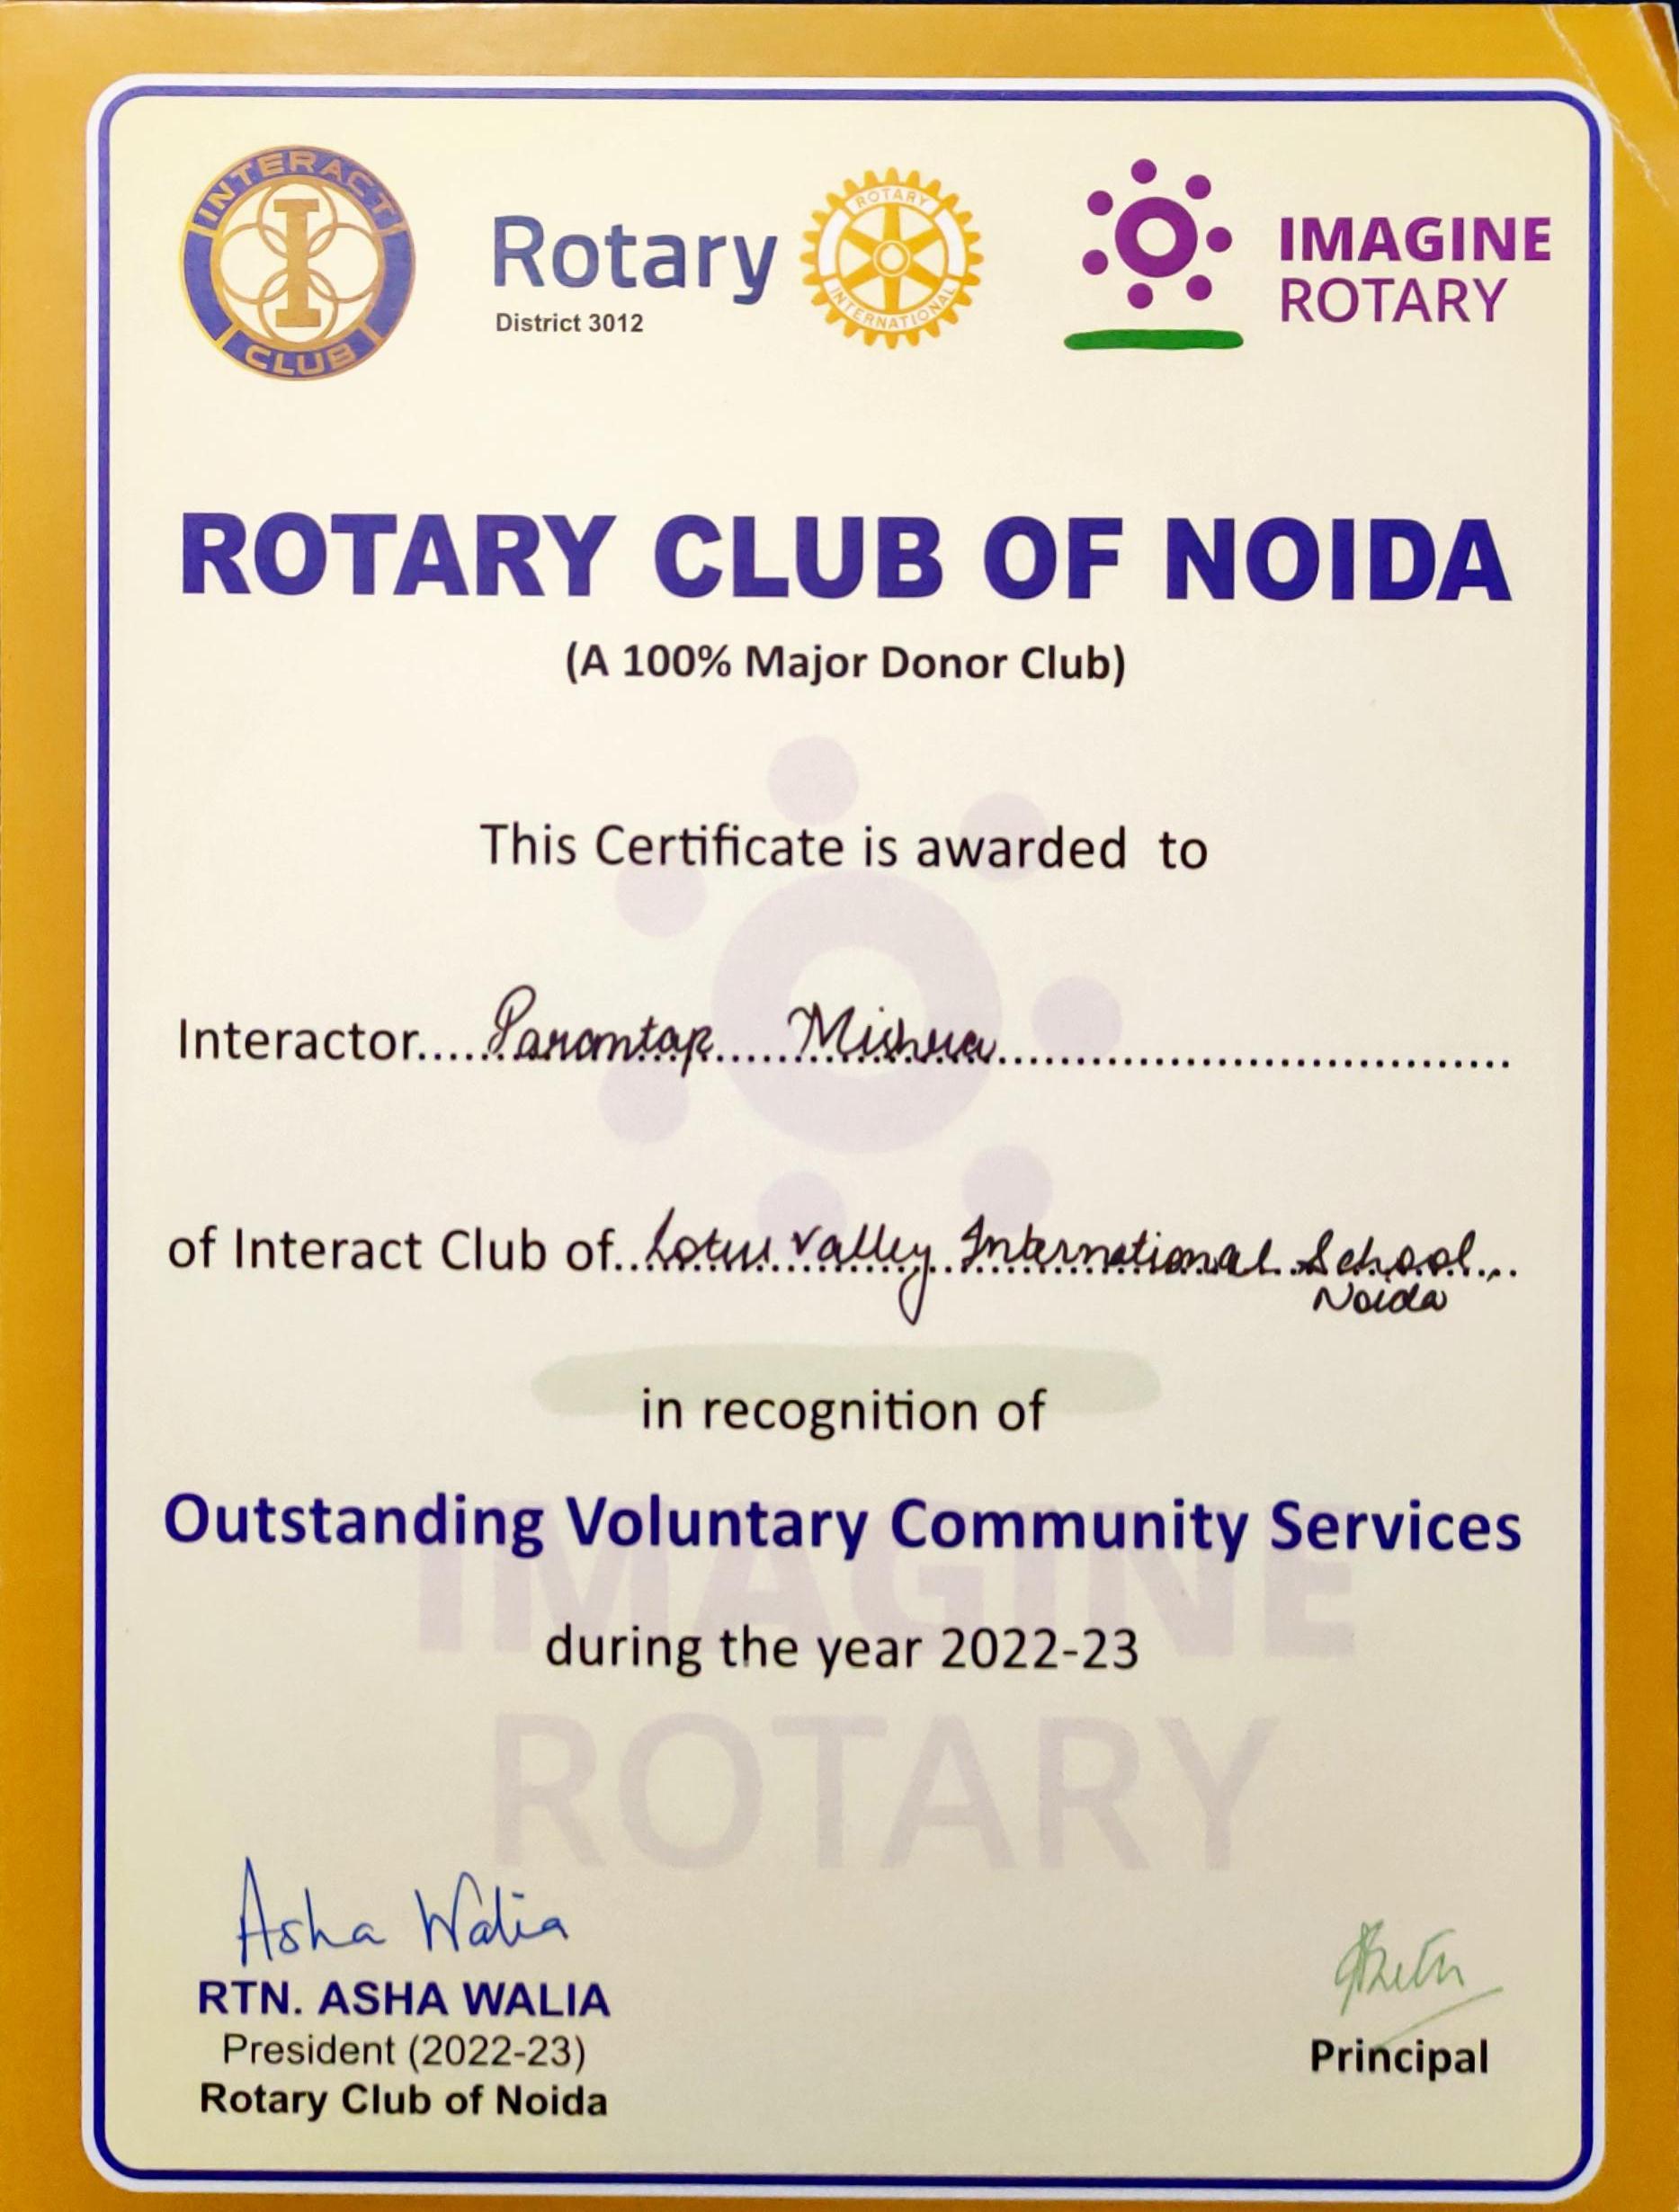 INTERACT
CLUB
Rotary
District 3012
ROTARY
INTERNATIONAL
IMAGINE
ROTARY
ROTARY CLUB OF NOIDA
(A 100% Major Donor Club)
This Certificate is awarded to
Interactor.....Parantap Mishra...................................
of Interact Club of..Lotus Valley International School...
Noida
in recognition of
Outstanding Voluntary Community Services
during the year 2022-23
IMAGINE
ROTARY
Asha Walia
RTN. ASHA WALIA
President (2022-23)
Rotary Club of Noida
Principal